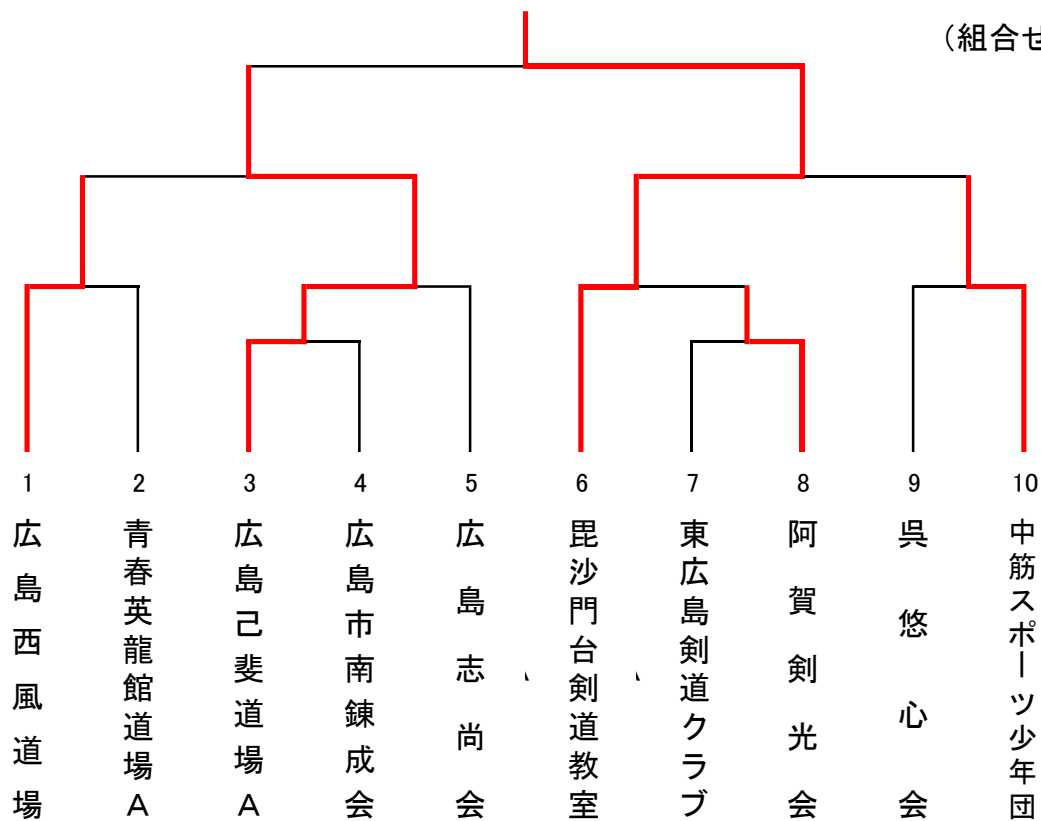 （組合せ
1
2
3
4
5
6
7
8
9
10
広島西風道場
青春英龍館道場A
広島己斐道場A
広島市南錬成会
広島志尚会
毘沙門台剣道教室
東広島剣道クラブ
阿賀剣光会
呉悠心会
中筋スポーツ少年団